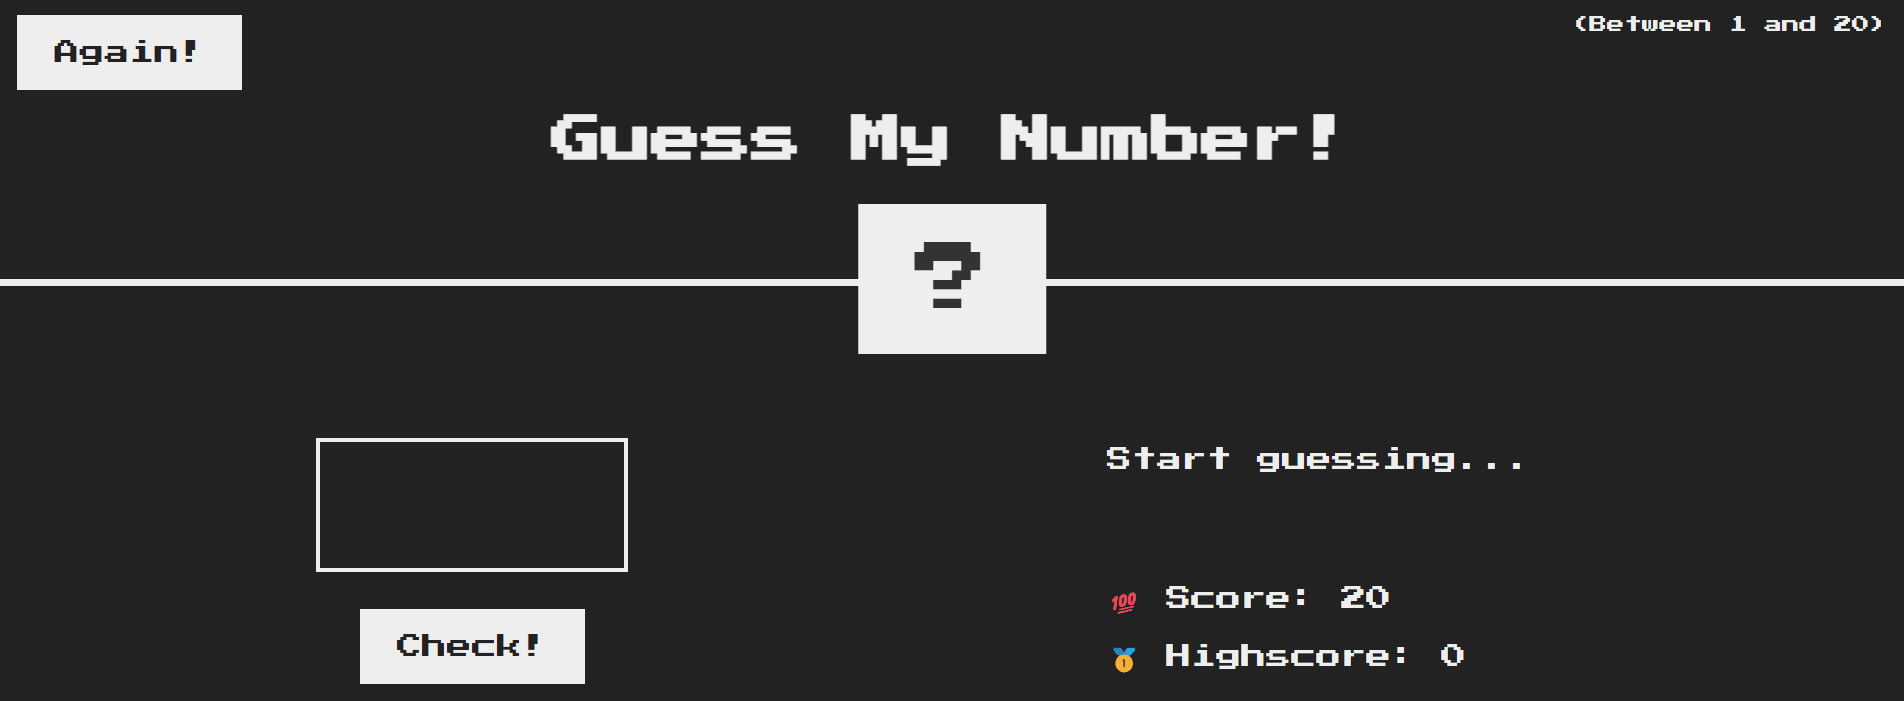 Again!
(Between 1 and 20)
Guess My Number!
?
Start guessing...
💯 Score: 20
🥇 Highscore: 0
Check!